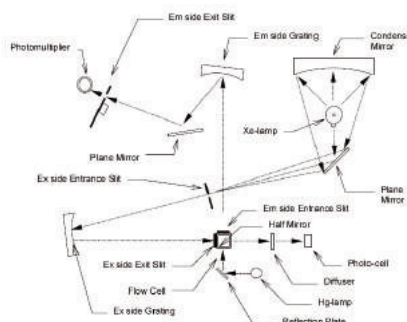 Em side Exit Slit
Photomultiplier
Em side Grating
Condens
Mirror
Xe-lamp
Plane Mirror
Ex side Entrance Slit
Plane
Mirror
Em side Entrance Slit
Half Mirror
Ex side Exit Slit
Photo-cell
Flow Cell
Diffuser
Ex side Grating
Hg-lamp
Reflection Plate